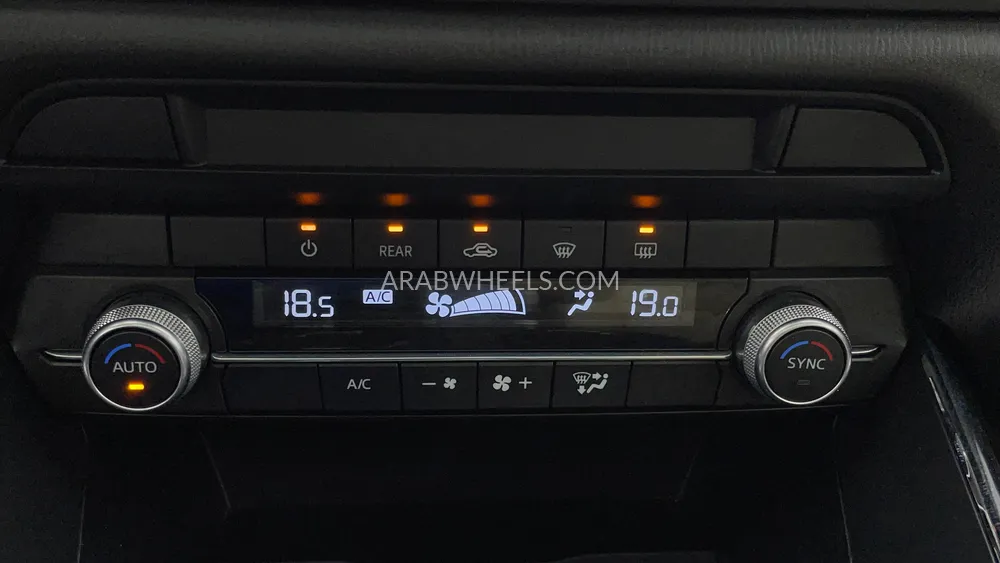 REAR
ARABWHEELS.COM
18.5 A/C 19.0
AUTO
SYNC
A/C - +